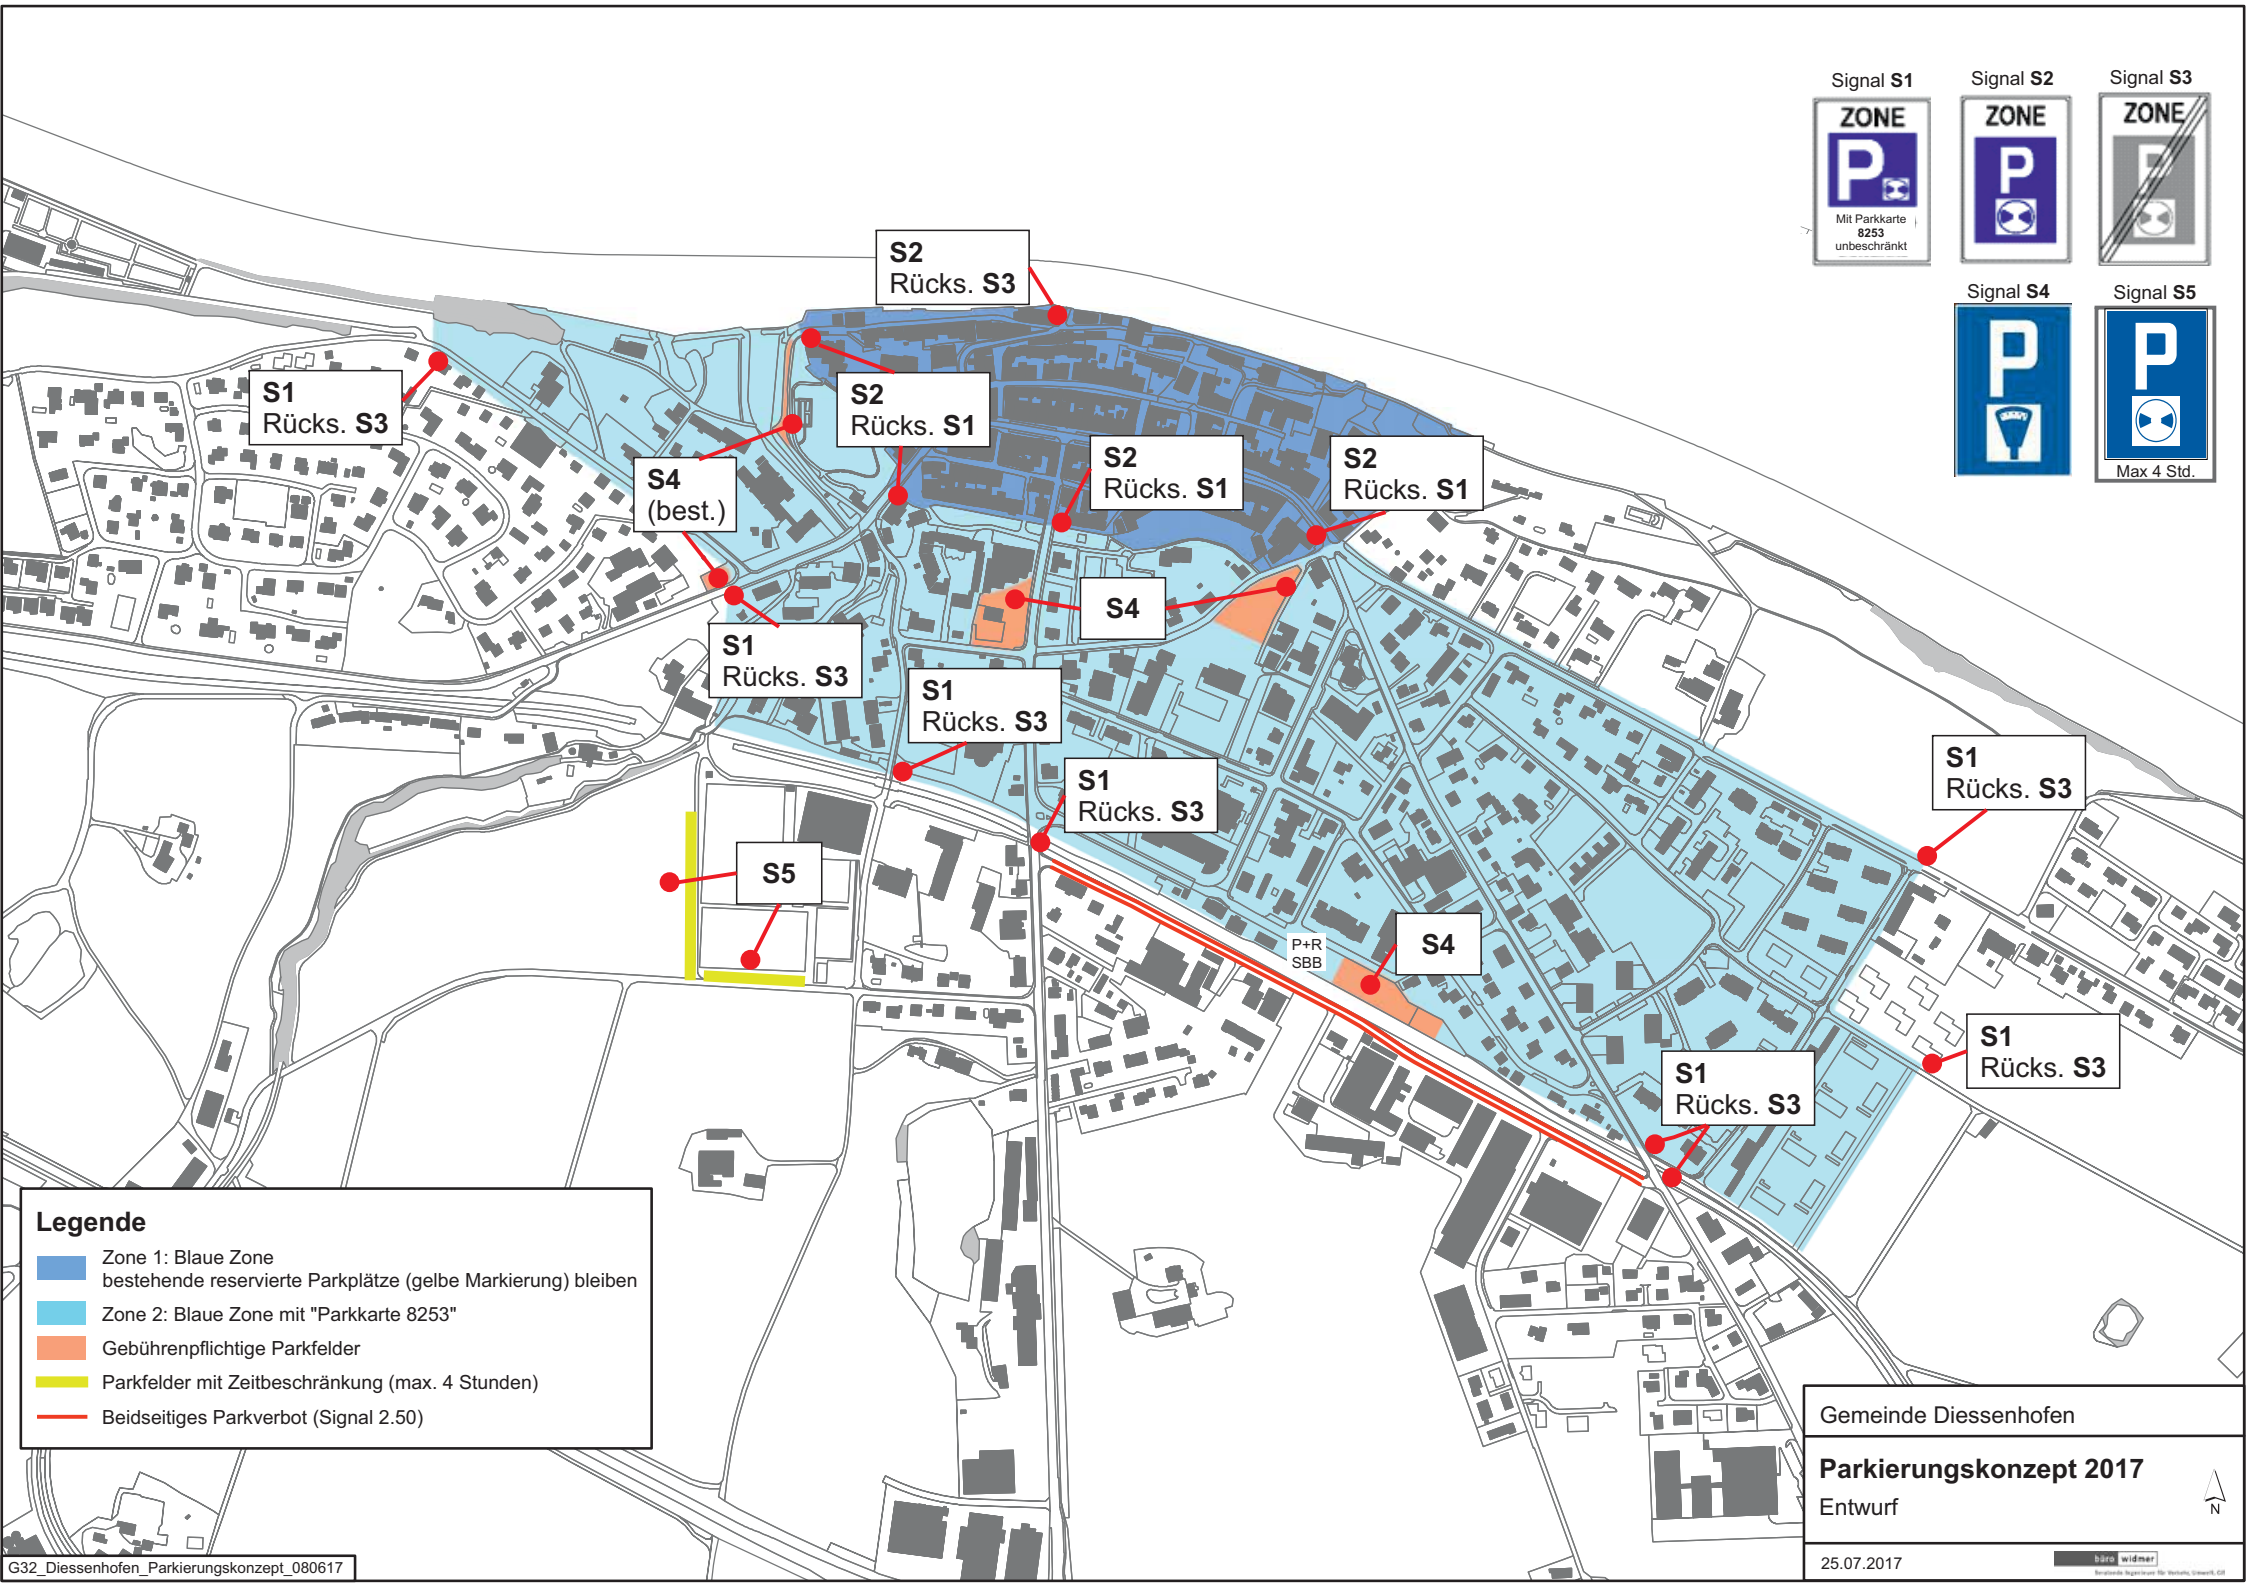 Signal S1
Signal S2
Signal S3
ZONE
P
Mit Parkkarte
8253
unbeschränkt
ZONE
P
ZONE
P
Signal S4
Signal S5
P
P
Max 4 Std.
S2
Rücks. S3
S1
Rücks. S3
S2
Rücks. S1
S2
Rücks. S1
S2
Rücks. S1
S4
(best.)
S4
S1
Rücks. S3
S1
Rücks. S3
S1
Rücks. S3
S1
Rücks. S3
S5
P+R
SBB
S4
S1
Rücks. S3
S1
Rücks. S3
Legende
Zone 1: Blaue Zone
bestehende reservierte Parkplätze (gelbe Markierung) bleiben
Zone 2: Blaue Zone mit "Parkkarte 8253"
Gebührenpflichtige Parkfelder
Parkfelder mit Zeitbeschränkung (max. 4 Stunden)
Beidseitiges Parkverbot (Signal 2.50)
G32_Diessenhofen_Parkierungskonzept_080617
Gemeinde Diessenhofen
Parkierungskonzept 2017
Entwurf
N
25.07.2017
büro widmer